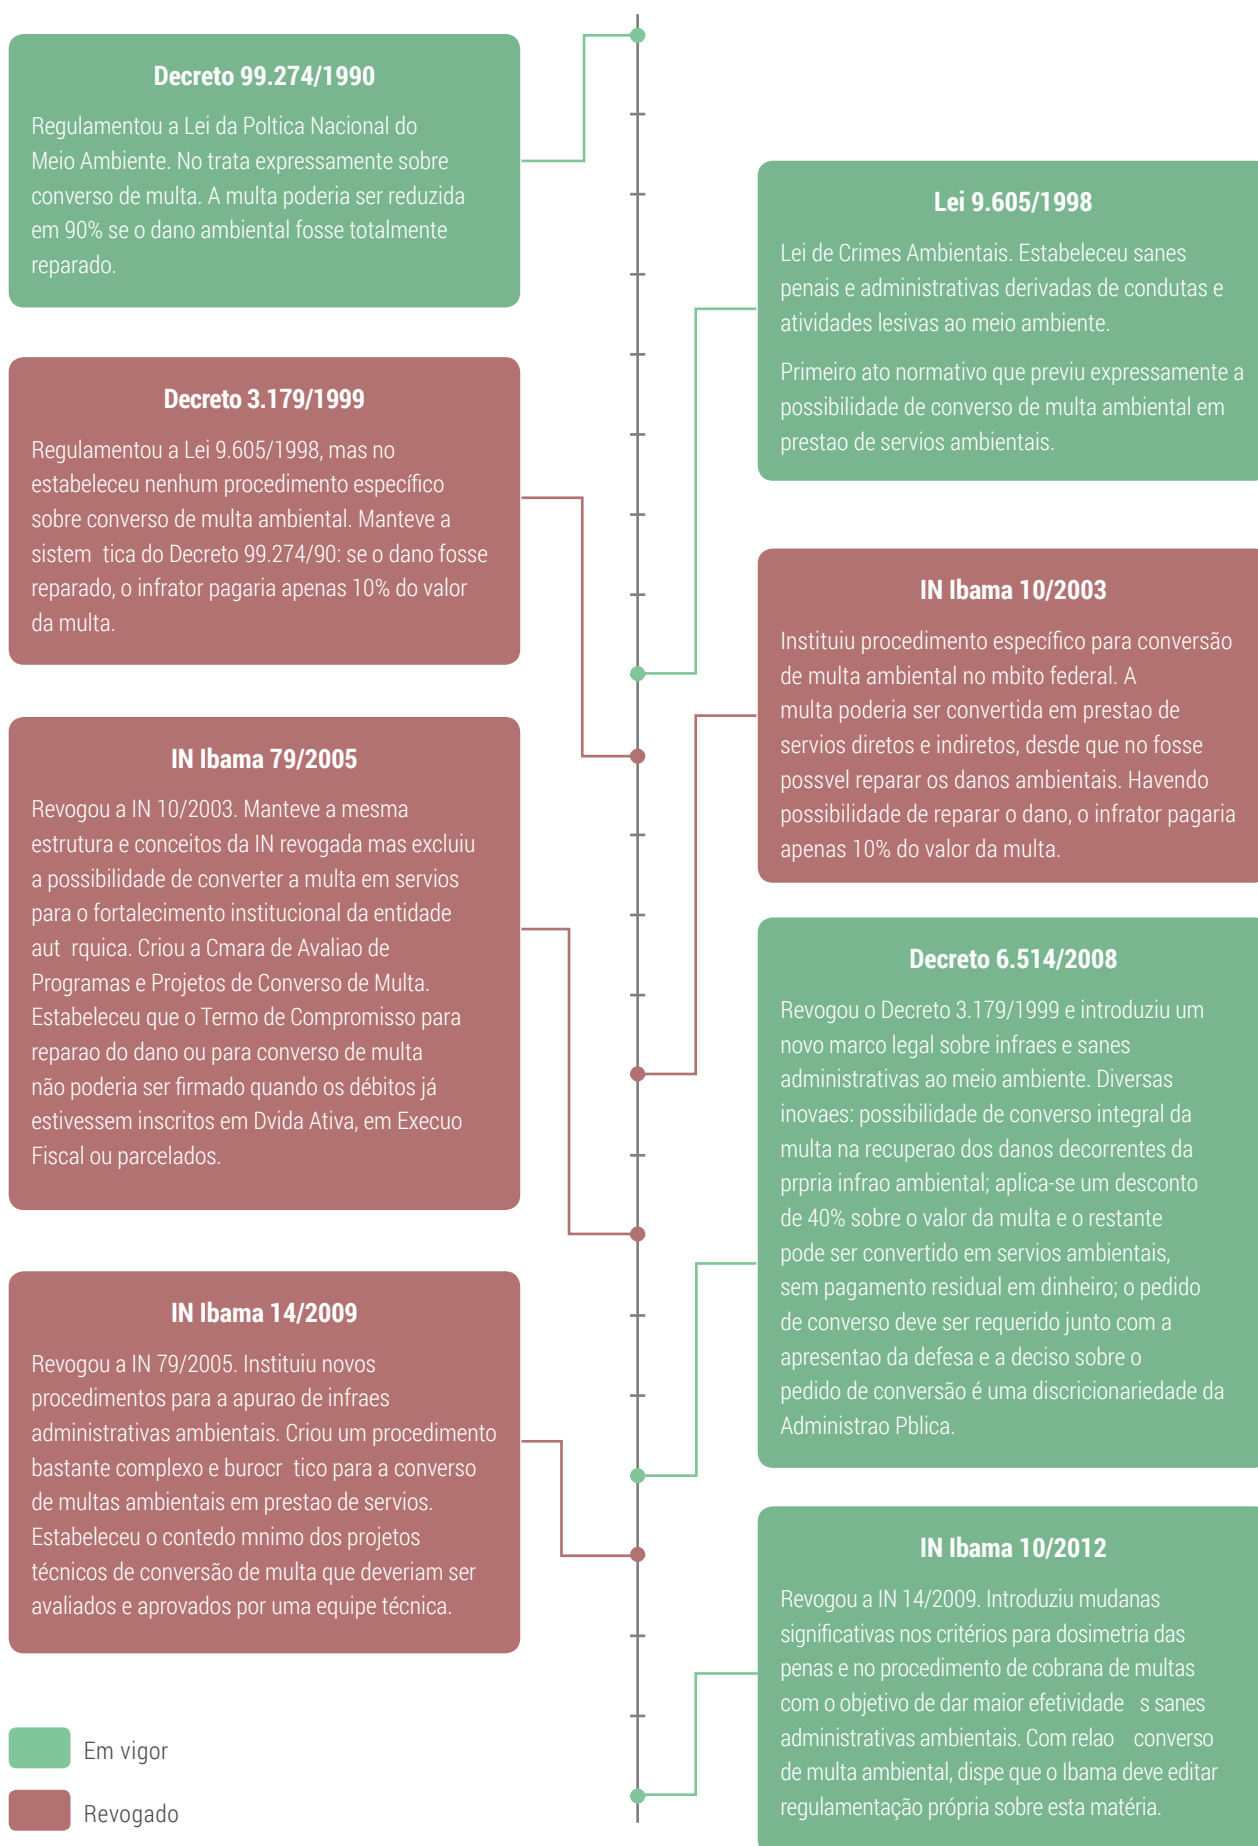 Decreto 99.274/1990
Regulamentou a Lei da Poltica Nacional do
Meio Ambiente. No trata expressamente sobre
converso de multa. A multa poderia ser reduzida
em 90% se o dano ambiental fosse totalmente
reparado.
Lei 9.605/1998
Lei de Crimes Ambientais. Estabeleceu sanes
penais e administrativas derivadas de condutas e
atividades lesivas ao meio ambiente.
Primeiro ato normativo que previu expressamente a
possibilidade de converso de multa ambiental em
prestao de servios ambientais.
Decreto 3.179/1999
Regulamentou a Lei 9.605/1998, mas no
estabeleceu nenhum procedimento específico
sobre converso de multa ambiental. Manteve a
sistem tica do Decreto 99.274/90: se o dano fosse
reparado, o infrator pagaria apenas 10% do valor
da multa.
IN Ibama 10/2003
Instituiu procedimento específico para conversão
de multa ambiental no mbito federal. A
multa poderia ser convertida em prestao de
servios diretos e indiretos, desde que no fosse
possvel reparar os danos ambientais. Havendo
possibilidade de reparar o dano, o infrator pagaria
apenas 10% do valor da multa.
IN Ibama 79/2005
Revogou a IN 10/2003. Manteve a mesma
estrutura e conceitos da IN revogada mas excluiu
a possibilidade de converter a multa em servios
para o fortalecimento institucional da entidade
aut rquica. Criou a Cmara de Avaliao de
Programas e Projetos de Converso de Multa.
Estabeleceu que o Termo de Compromisso para
reparao do dano ou para converso de multa
não poderia ser firmado quando os débitos já
estivessem inscritos em Dvida Ativa, em Execuo
Fiscal ou parcelados.
Decreto 6.514/2008
Revogou o Decreto 3.179/1999 e introduziu um
novo marco legal sobre infraes e sanes
administrativas ao meio ambiente. Diversas
inovaes: possibilidade de converso integral da
multa na recuperao dos danos decorrentes da
prpria infrao ambiental; aplica-se um desconto
de 40% sobre o valor da multa e o restante
pode ser convertido em servios ambientais,
sem pagamento residual em dinheiro; o pedido
de converso deve ser requerido junto com a
apresentao da defesa e a deciso sobre o
pedido de conversão é uma discricionariedade da
Administrao Pblica.
IN Ibama 14/2009
Revogou a IN 79/2005. Instituiu novos
procedimentos para a apurao de infraes
administrativas ambientais. Criou um procedimento
bastante complexo e burocr tico para a converso
de multas ambientais em prestao de servios.
Estabeleceu o contedo mnimo dos projetos
técnicos de conversão de multa que deveriam ser
avaliados e aprovados por uma equipe técnica.
IN Ibama 10/2012
Revogou a IN 14/2009. Introduziu mudanas
significativas nos critérios para dosimetria das
penas e no procedimento de cobrana de multas
com o objetivo de dar maior efetividade s sanes
administrativas ambientais. Com relao converso
de multa ambiental, dispe que o Ibama deve editar
regulamentação própria sobre esta matéria.
Em vigor
Revogado